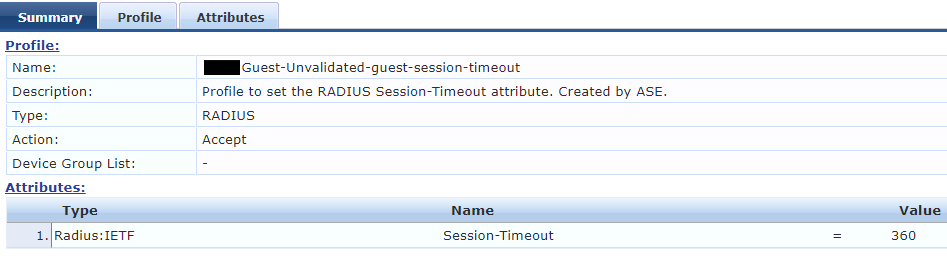 Summary Profile Attributes
Profile:
Name: Guest-Unvalidated-guest-session-timeout
Description: Profile to set the RADIUS Session-Timeout attribute. Created by ASE.
Type: RADIUS
Action: Accept
Device Group List: -
Attributes:
Type Name Value
1. Radius:IETF Session-Timeout = 360